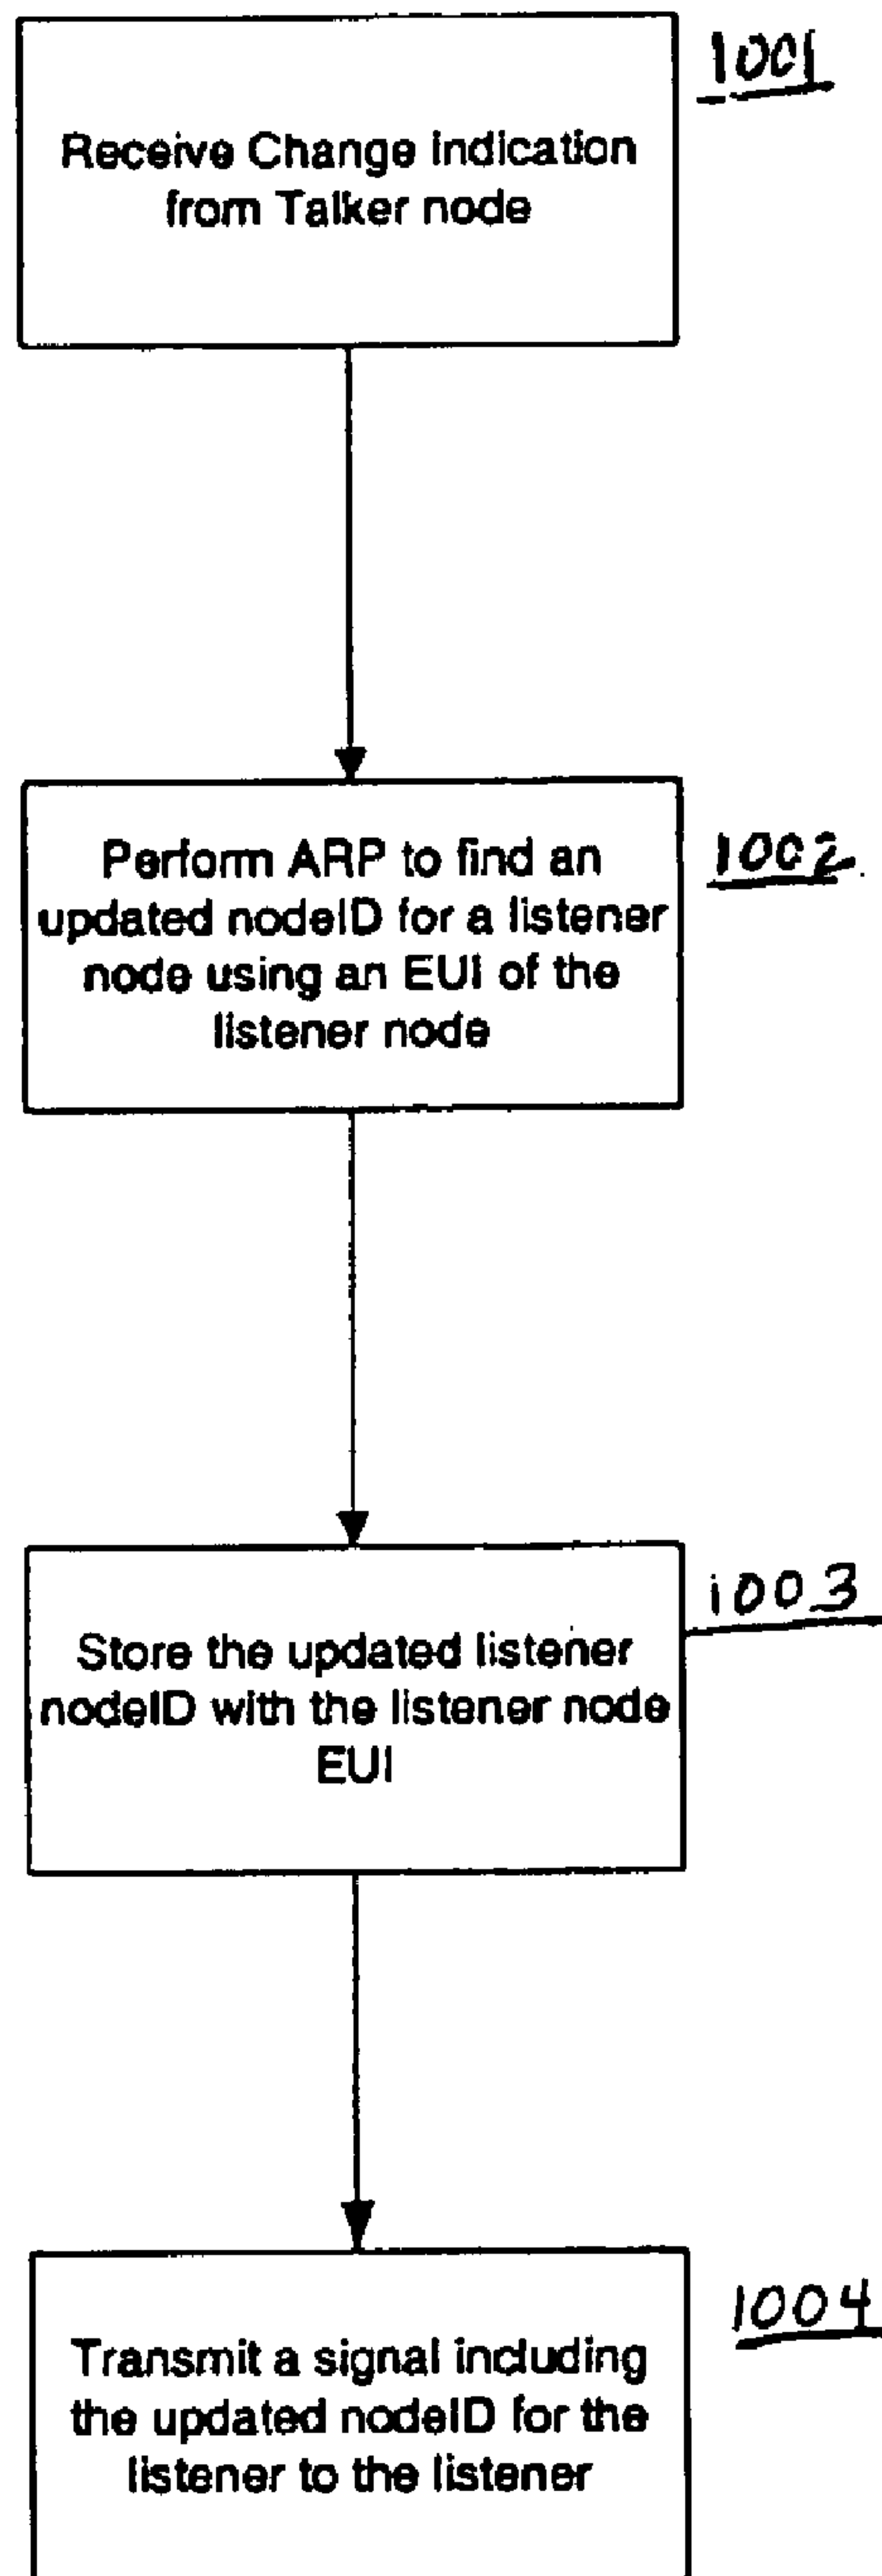 1001
Receive Change indication
from Talker node
Perform ARP to find an
updated nodeID for a listener
node using an EUI of the
listener node
1002
Store the updated listener
nodeID with the listener node
EUI
1003
Transmit a signal including
the updated nodeID for the
listener to the listener
1004